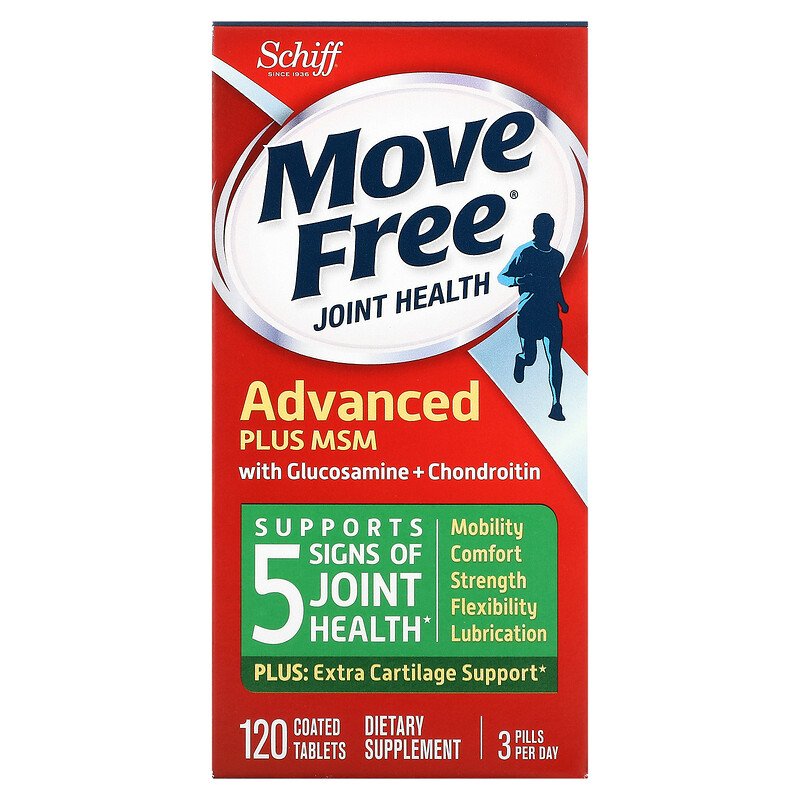 Schiff
SINCE 1936
Move
Free®
JOINT HEALTH
Advanced
PLUS MSM
with Glucosamine + Chondroitin
SUPPORTS
5 SIGNS OF
JOINT
HEALTH*
Mobility
Comfort
Strength
Flexibility
Lubrication
PLUS: Extra Cartilage Support*
120 COATED TABLETS
DIETARY SUPPLEMENT
3 PILLS PER DAY